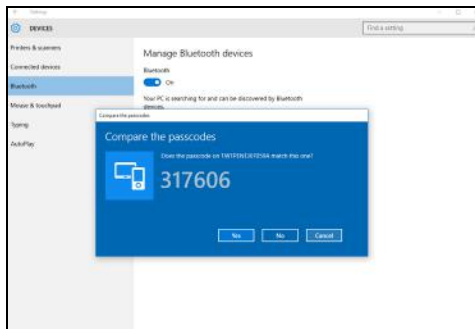 Settings
DEVICES
Find a setting
Printers & scanners
Connected devices
Bluetooth
Mouse & touchpad
Typing
AutoPlay
Manage Bluetooth devices
Bluetooth
On
Your PC is searching for and can be discovered by Bluetooth
devices.
Compare the passcodes
Compare the passcodes
Does the passcode on match this one?
317606
Yes
No
Cancel